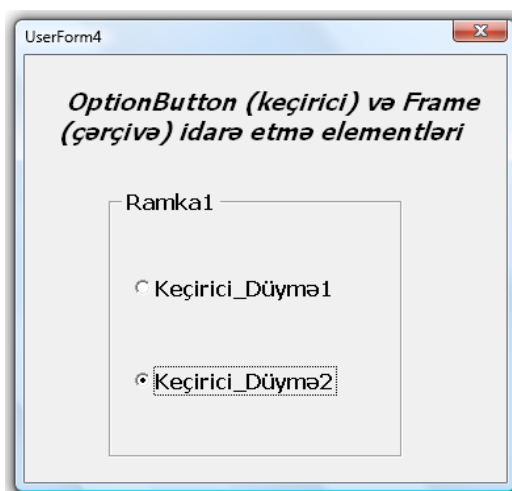 UserForm4
OptionButton (keçirici) və Frame
(çərçivə) idarə etmə elementləri
Ramka1
Keçirici_Düymə1
Keçirici_Düymə2